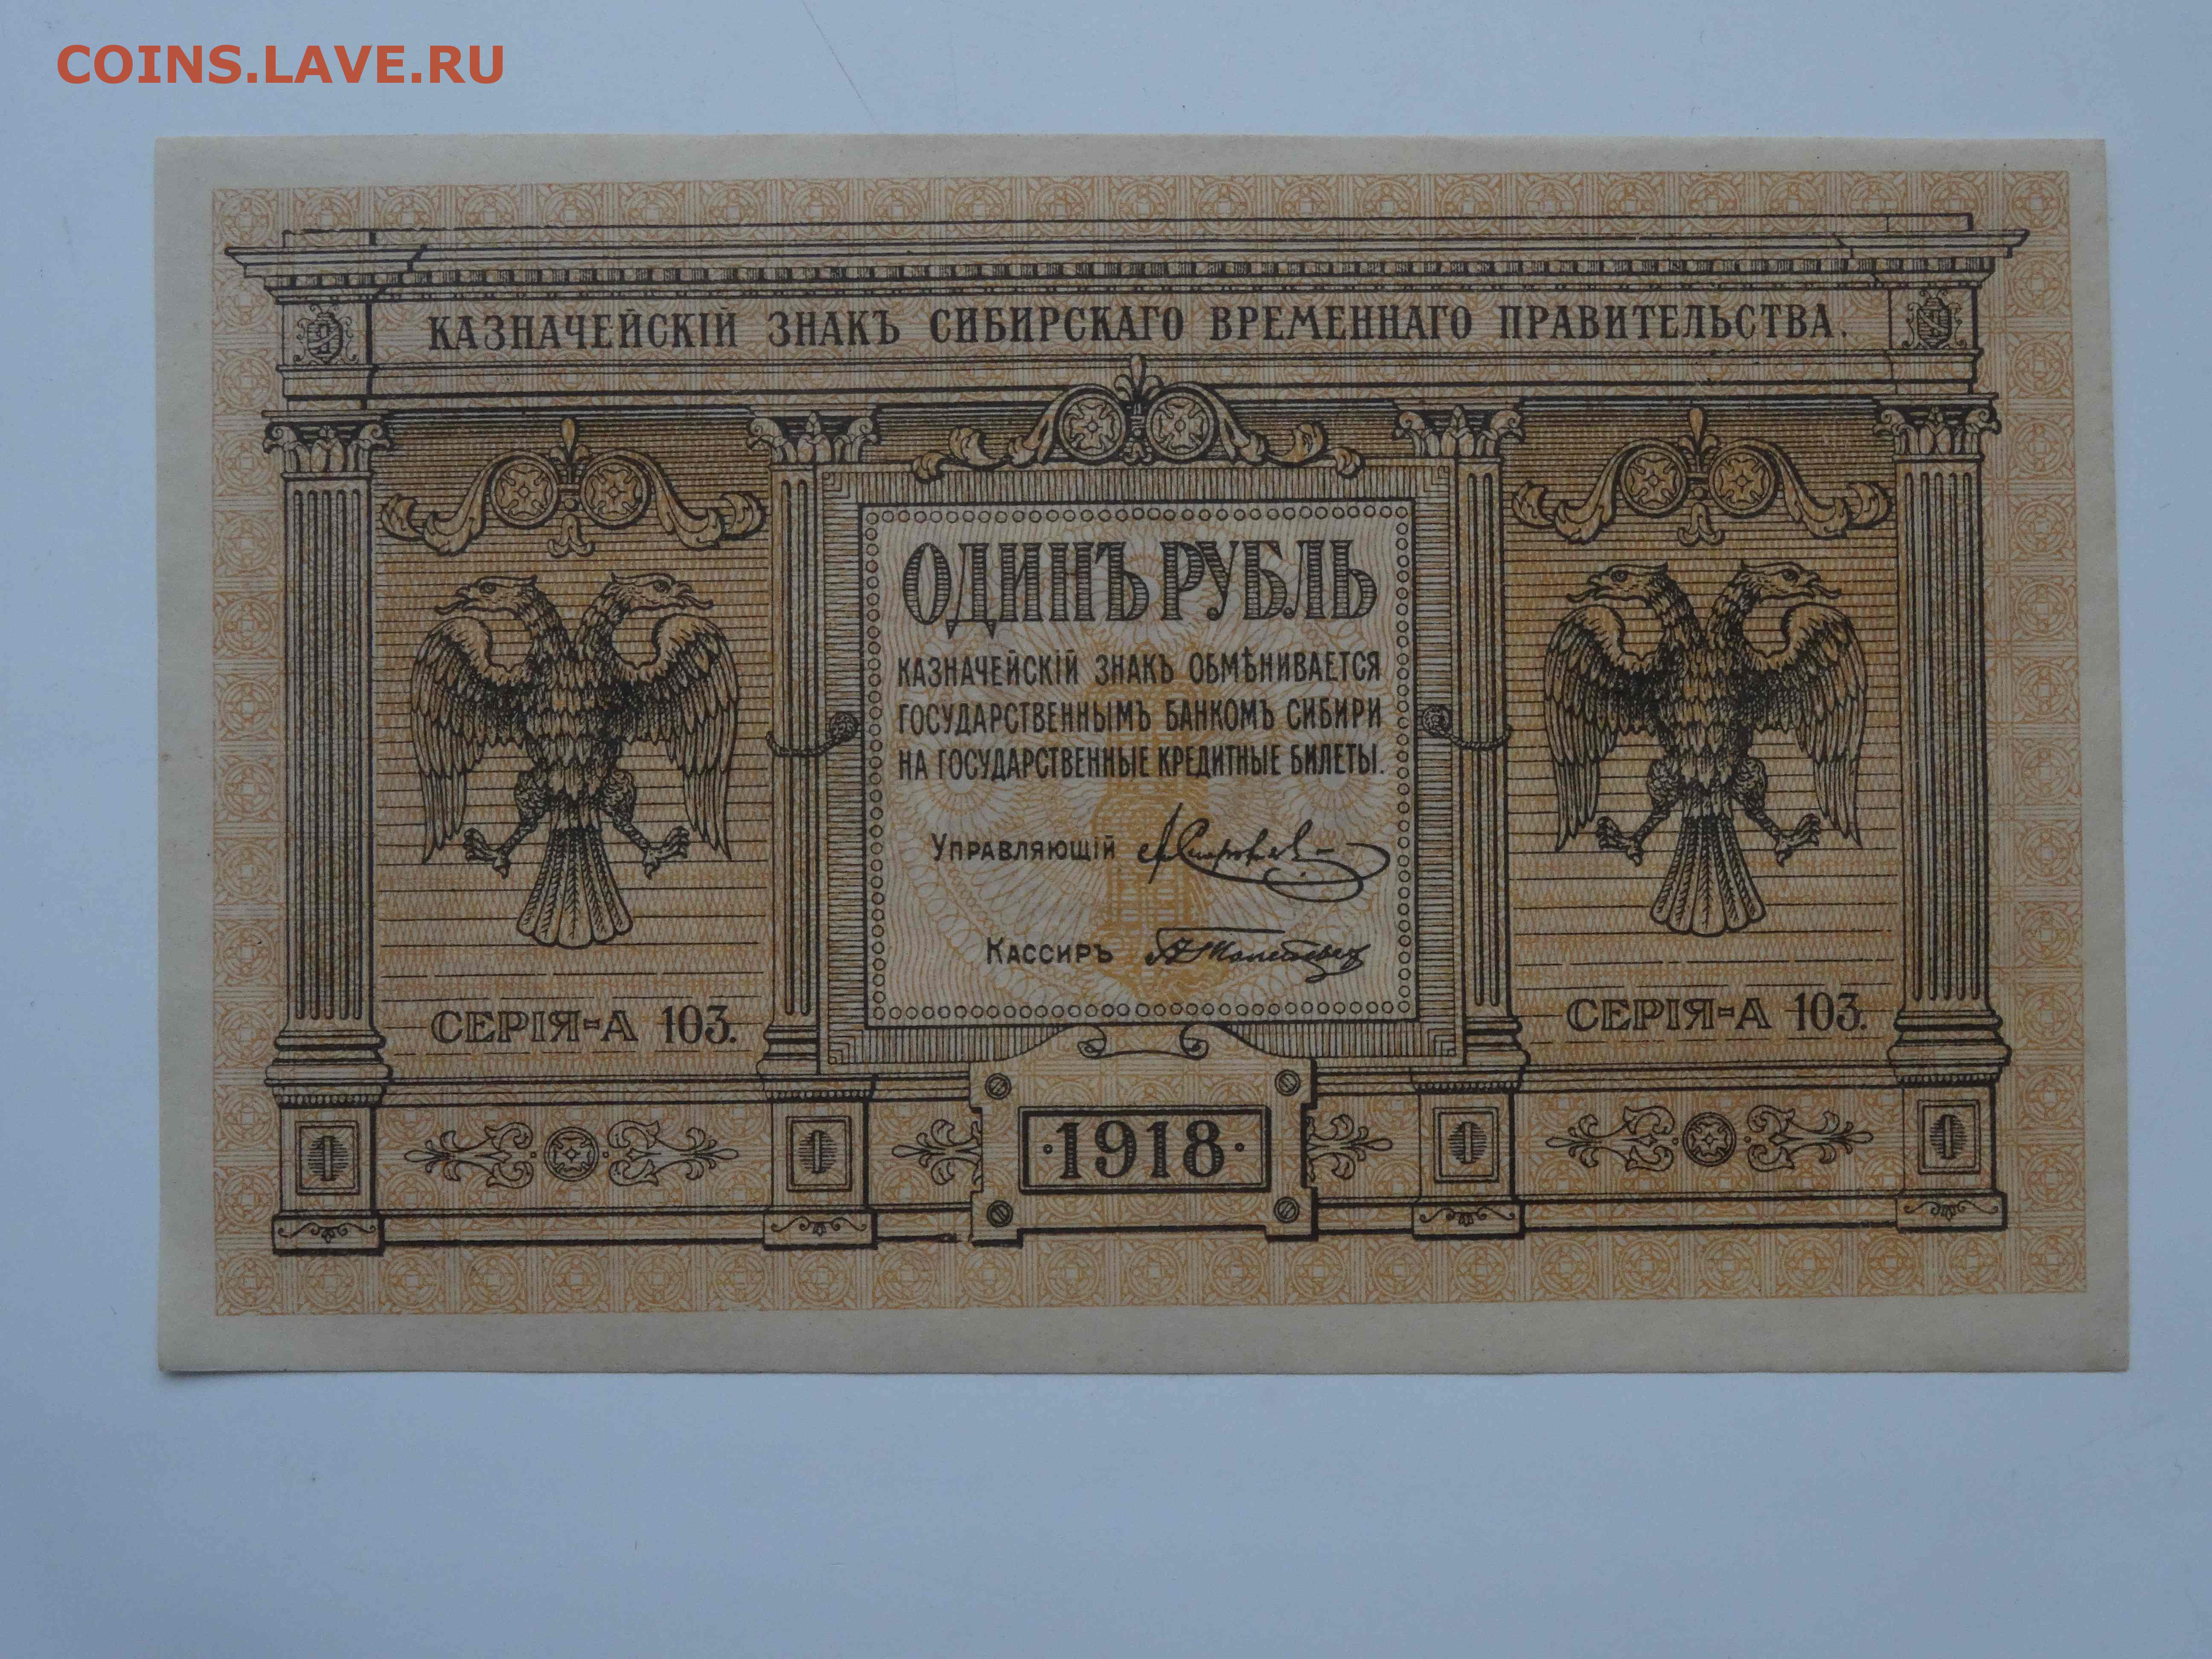 COINS.LAVE.RU
КАЗНАЧЕЙСКІЙ ЗНАКЪ СИБИРСКАГО ВРЕМЕННАГО ПРАВИТЕЛЬСТВА.
ОДИНЪ РУБЛЬ
КАЗНАЧЕЙСКІЙ ЗНАКЪ ОБМѢНИВАЕТСЯ
ГОСУДАРСТВЕННЫМЪ БАНКОМЪ СИБИРИ
НА ГОСУДАРСТВЕННЫЕ КРЕДИТНЫЕ БИЛЕТЫ.
УПРАВЛЯЮЩІЙ
КАССИРЪ
СЕРІЯ=А 103.
СЕРІЯ=А 103.
1 1 1 1
·1918·